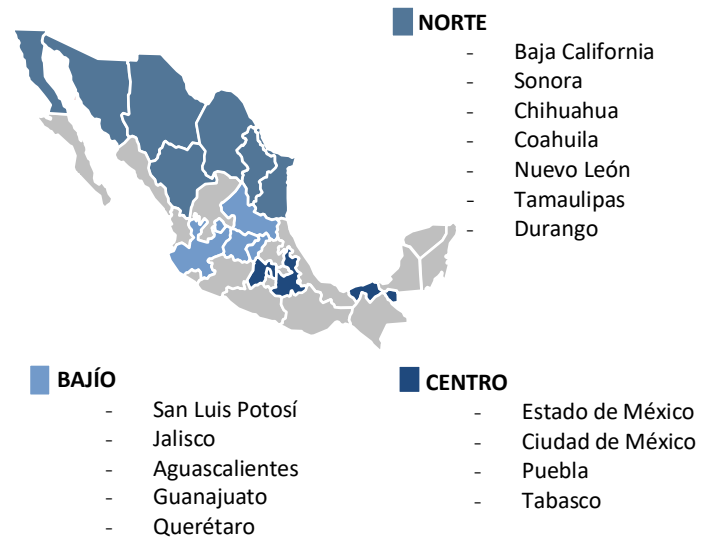 NORTE
- Baja California
- Sonora
- Chihuahua
- Coahuila
- Nuevo León
- Tamaulipas
- Durango
BAJÍO
- San Luis Potosí
- Jalisco
- Aguascalientes
- Guanajuato
- Querétaro
CENTRO
- Estado de México
- Ciudad de México
- Puebla
- Tabasco